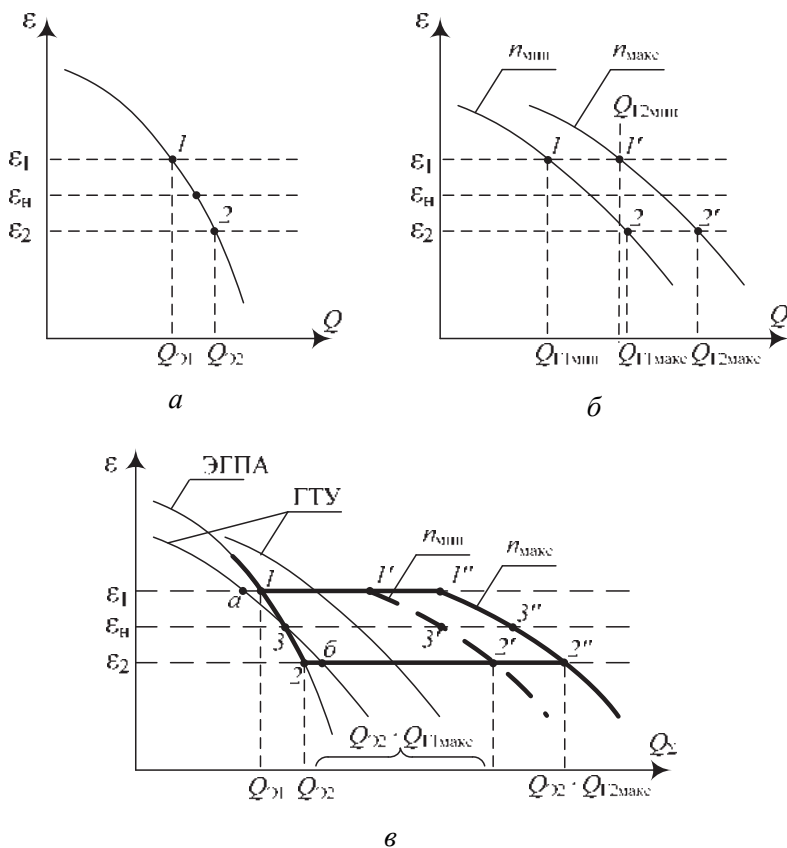 ε
ε
nмин
nмакс
QГ2мин
ε1
1
ε1
1
1'
εн
εн
ε2
2
ε2
2
2'
Q
Q
QЭ1 QЭ2
QГ1мин QГ1макс QГ2макс
а
б
ε
ЭГПА
ГТУ
nмин
nмакс
ε1
а
1
1'
1''
εн
3
3'
3''
ε2
2
б
2'
2''
QЭ2 · QГ1макс
QΣ
QЭ1 QЭ2
QЭ2 · QГ2макс
в